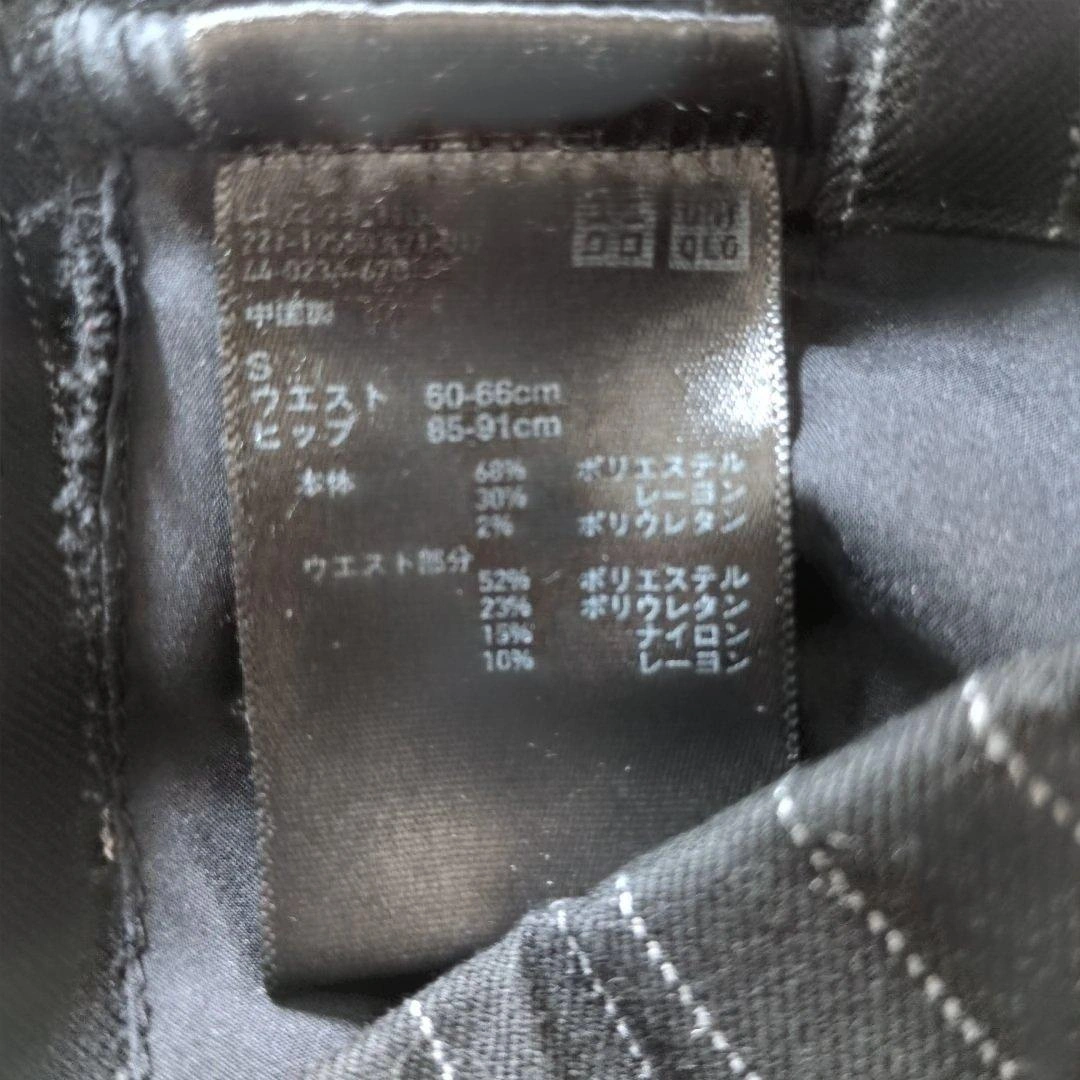 UNI
QLO
S
ウエスト 60-66cm
ヒップ 85-91cm
本体 68% ポリエステル
30% レーヨン
2% ポリウレタン
ウエスト部分
52% ポリエステル
23% ポリウレタン
15% ナイロン
10% レーヨン